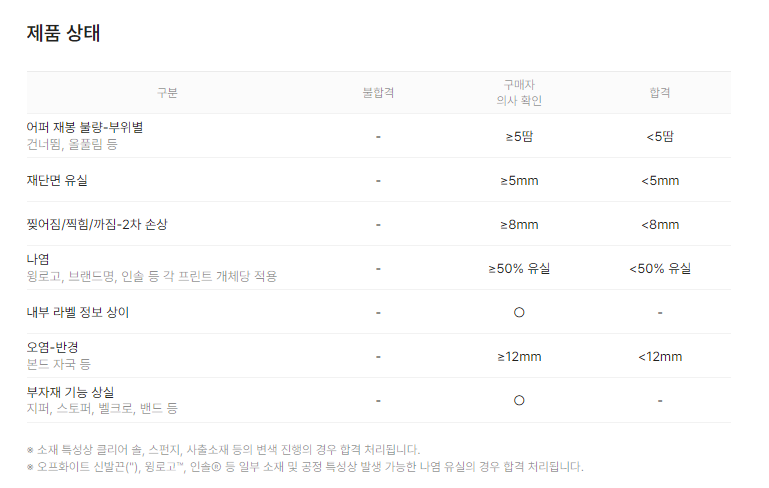 제품 상태
구분 불합격 구매자 의사 확인 합격
어퍼 재봉 불량-부위별
건너뜀, 올풀림 등
- ≥5땀 <5땀
재단면 유실 - ≥5mm <5mm
찢어짐/찍힘/까짐-2차 손상 - ≥8mm <8mm
나염
윙로고, 브랜드명, 인솔 등 각 프린트 개체당 적용
- ≥50% 유실 <50% 유실
내부 라벨 정보 상이 - ○ -
오염-반경
본드 자국 등
- ≥12mm <12mm
부자재 기능 상실
지퍼, 스토퍼, 벨크로, 밴드 등
- ○ -
※ 소재 특성상 클리어 솔, 스펀지, 사출소재 등의 변색 진행의 경우 합격 처리됩니다.
※ 오프화이트 신발끈("), 윙로고™, 인솔® 등 일부 소재 및 공정 특성상 발생 가능한 나염 유실의 경우 합격 처리됩니다.